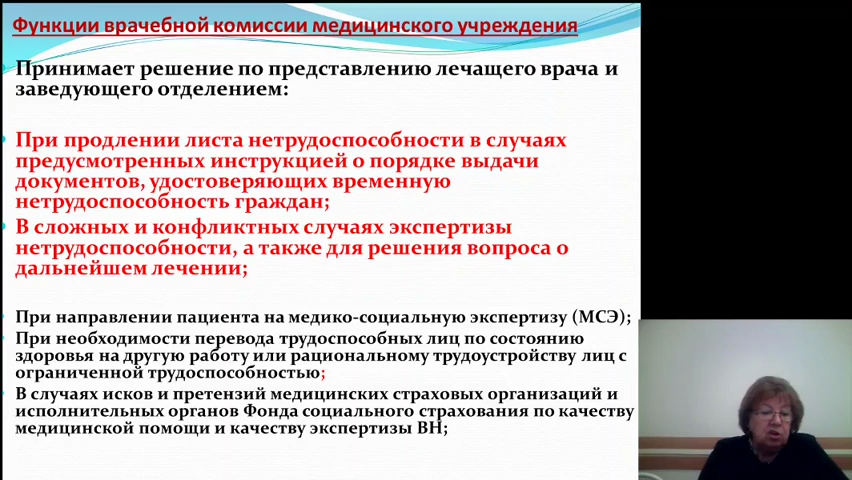 Функции врачебной комиссии медицинского учреждения
Принимает решение по представлению лечащего врача и
заведующего отделением:
При продлении листа нетрудоспособности в случаях
предусмотренных инструкцией о порядке выдачи
документов, удостоверяющих временную
нетрудоспособность граждан;
В сложных и конфликтных случаях экспертизы
нетрудоспособности, а также для решения вопроса о
дальнейшем лечении;
При направлении пациента на медико-социальную экспертизу (МСЭ);
При необходимости перевода трудоспособных лиц по состоянию
здоровья на другую работу или рациональному трудоустройству лиц с
ограниченной трудоспособностью;
В случаях исков и претензий медицинских страховых организаций и
исполнительных органов Фонда социального страхования по качеству
медицинской помощи и качеству экспертизы ВН;